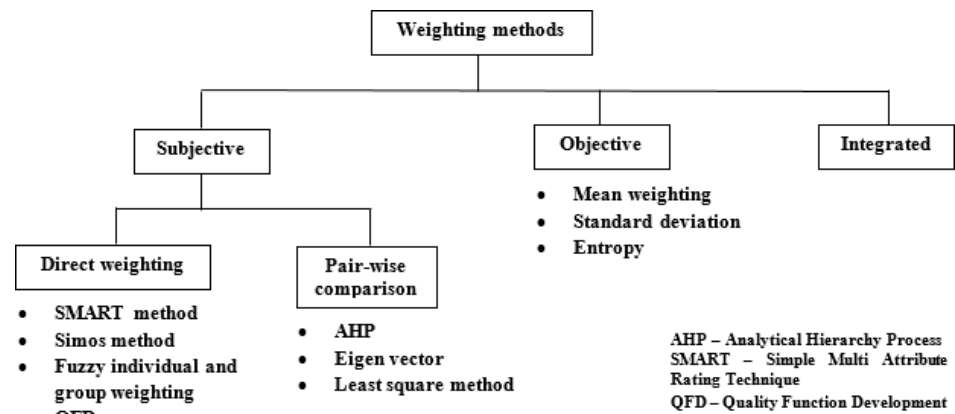 Weighting methods
Subjective
Objective
Integrated
• Mean weighting
• Standard deviation
• Entropy
Direct weighting
Pair-wise
comparison
• SMART method
• Simos method
• Fuzzy individual and
group weighting
• AHP
• Eigen vector
• Least square method
AHP – Analytical Hierarchy Process
SMART – Simple Multi Attribute
Rating Technique
QFD – Quality Function Development